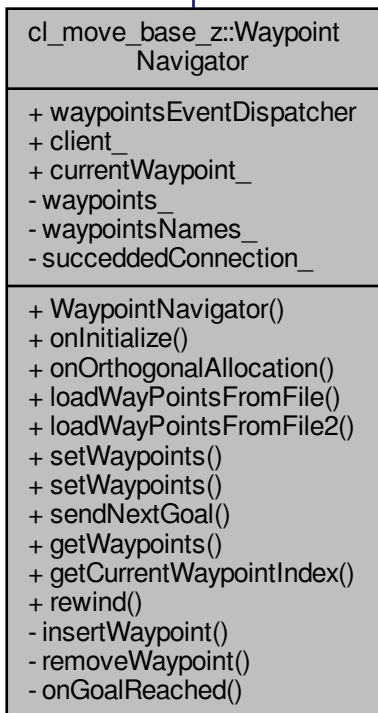 cl_move_base_z::Waypoint
Navigator
+ waypointsEventDispatcher
+ client_
+ currentWaypoint_
- waypoints_
- waypointsNames_
- succeddedConnection_
+ WaypointNavigator()
+ onInitialize()
+ onOrthogonalAllocation()
+ loadWayPointsFromFile()
+ loadWayPointsFromFile2()
+ setWaypoints()
+ setWaypoints()
+ sendNextGoal()
+ getWaypoints()
+ getCurrentWaypointIndex()
+ rewind()
- insertWaypoint()
- removeWaypoint()
- onGoalReached()